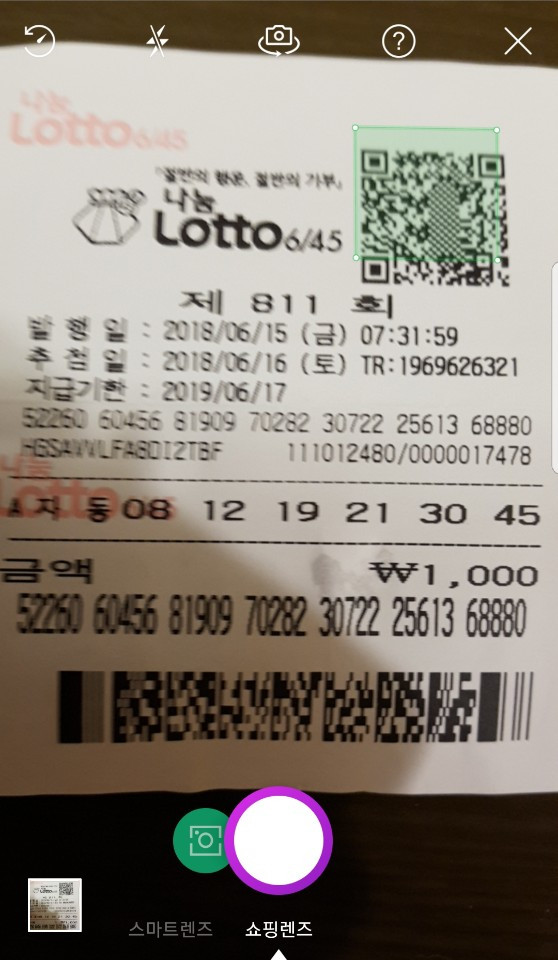 나눔
Lotto6/45
「절반의 행운, 절반의 기부」
나눔
Lotto6/45
제 811 회
발 행 일 : 2018/06/15 (금) 07:31:59
추 첨 일 : 2018/06/16 (토) TR:1969626321
지급기한 : 2019/06/17
52260 60456 81909 70282 30722 25613 68880
111012480/0000017478
나눔
Lotto
A 자 동 08 12 19 21 30 45
금액 ₩1,000
52260 60456 81909 70282 30722 25613 68880
스마트렌즈 쇼핑렌즈